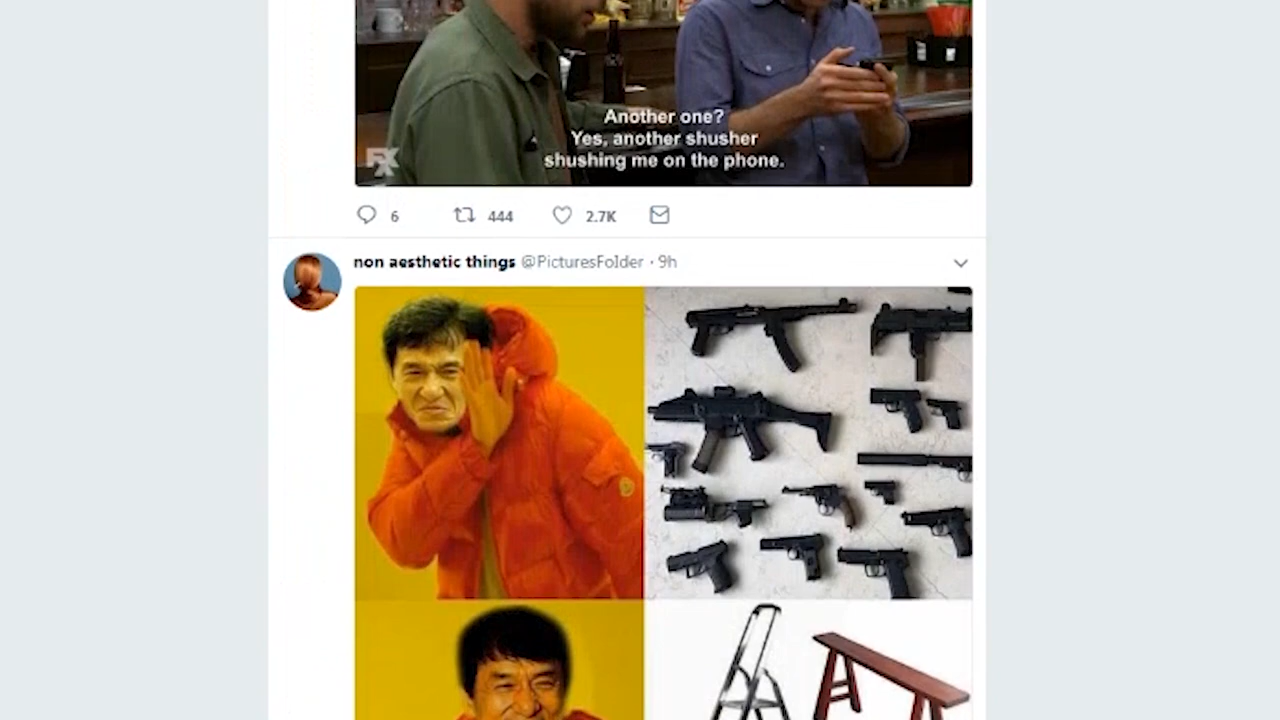 Another one?
Yes, another shusher
shushing me on the phone.
FX
6 444 2.7K
non aesthetic things @PicturesFolder · 9h